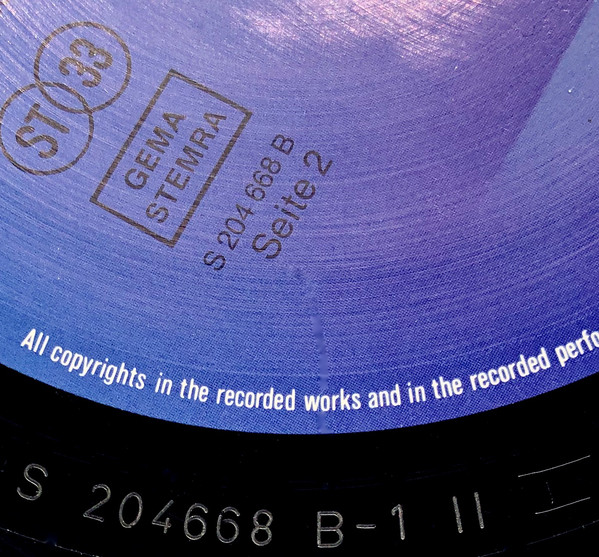 ST 33
GEMA
STEMRA
S 204 668 B
Seite 2
All copyrights in the recorded works and in the recorded perfo
S 204668 B-1 II